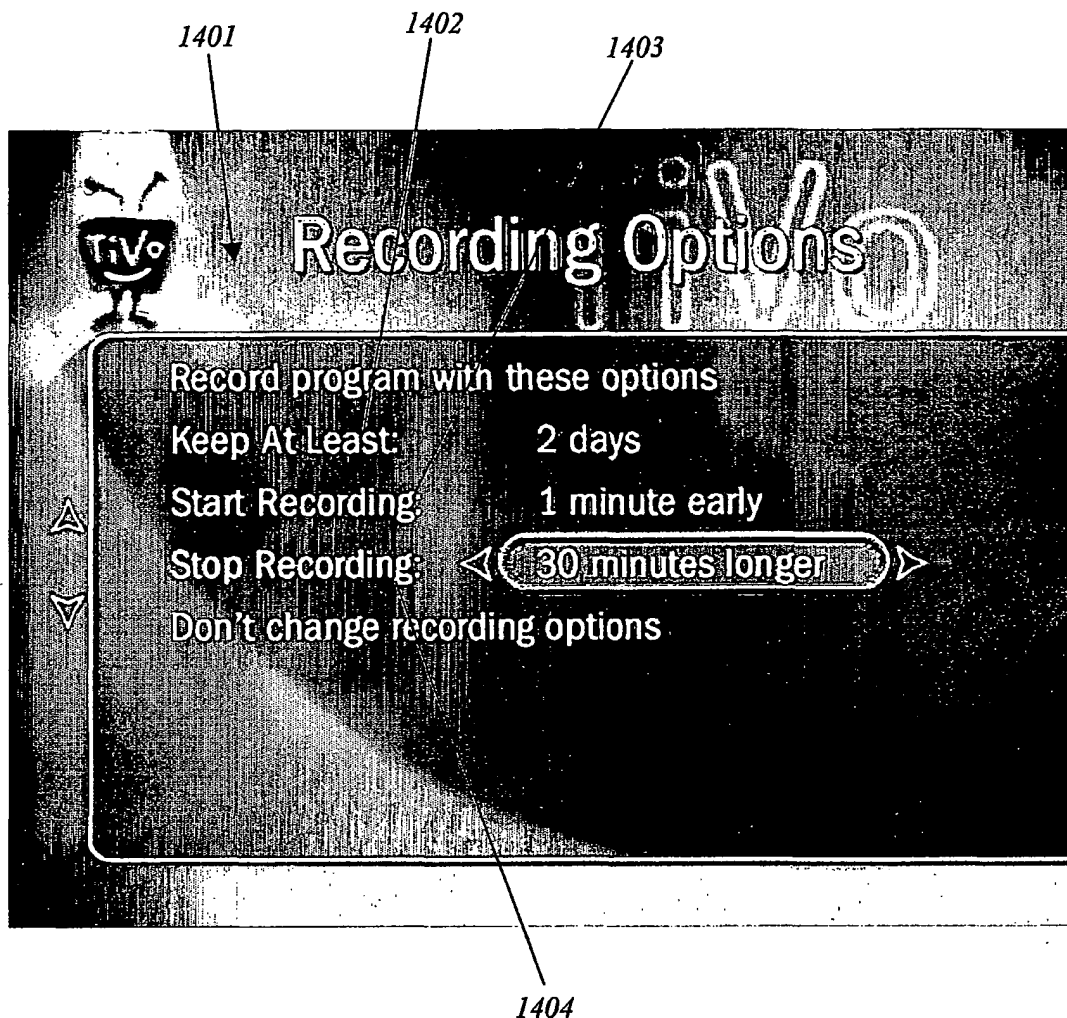 1401
1402
1403
TiVo
Recording Options
iVo
Record program with these options
Keep At Least: 2 days
Start Recording: 1 minute early
Stop Recording: 30 minutes longer
Don't change recording options
1404